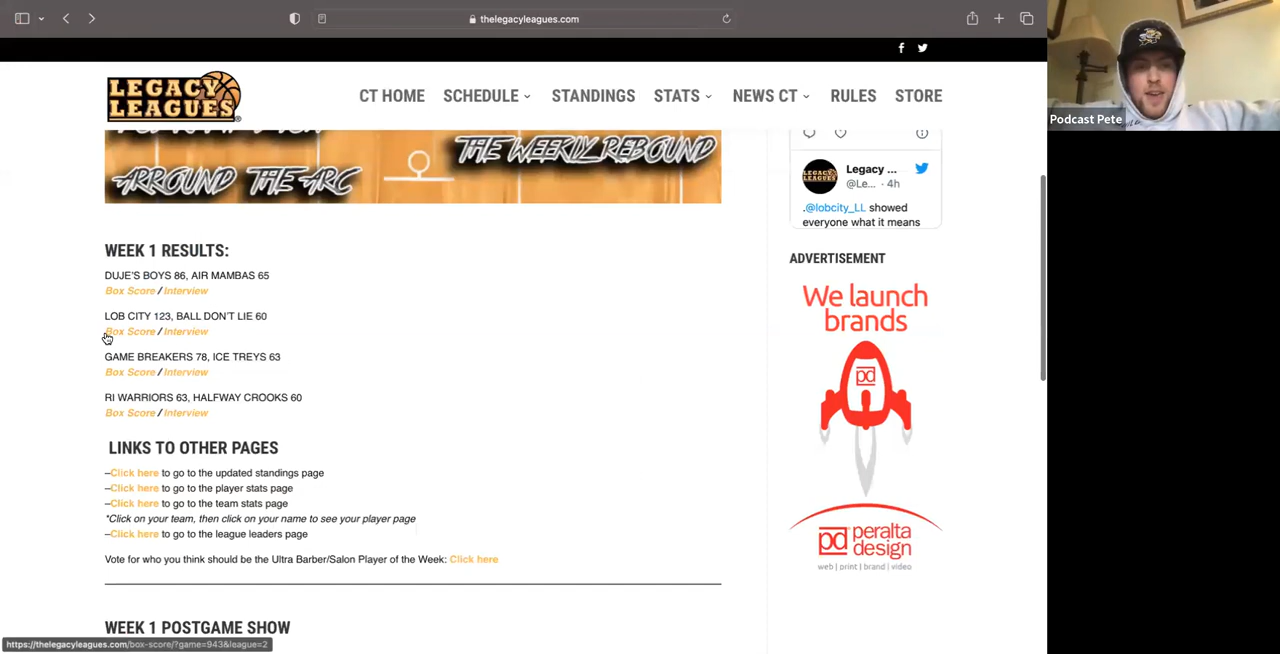 thelegacyleagues.com
LEGACY
LEAGUES
CT HOME SCHEDULE STANDINGS STATS NEWS CT RULES STORE
Podcast Pete
THE WEEKLY REBOUND
ARROUND THE ARC
Legacy ...
@Le... · 4h
.@lobcity_LL showed
everyone what it means
WEEK 1 RESULTS:
DUJE'S BOYS 86, AIR MAMBAS 65
Box Score / Interview
LOB CITY 123, BALL DON'T LIE 60
Box Score / Interview
GAME BREAKERS 78, ICE TREYS 63
Box Score / Interview
RI WARRIORS 63, HALFWAY CROOKS 60
Box Score / Interview
LINKS TO OTHER PAGES
–Click here to go to the updated standings page
–Click here to go to the player stats page
–Click here to go to the team stats page
*Click on your team, then click on your name to see your player page
–Click here to go to the league leaders page
Vote for who you think should be the Ultra Barber/Salon Player of the Week: Click here
WEEK 1 POSTGAME SHOW
ADVERTISEMENT
We launch
brands
pd
pd peralta
design
web | print | brand | video
https://thelegacyleagues.com/box-score/?game=943&league=2